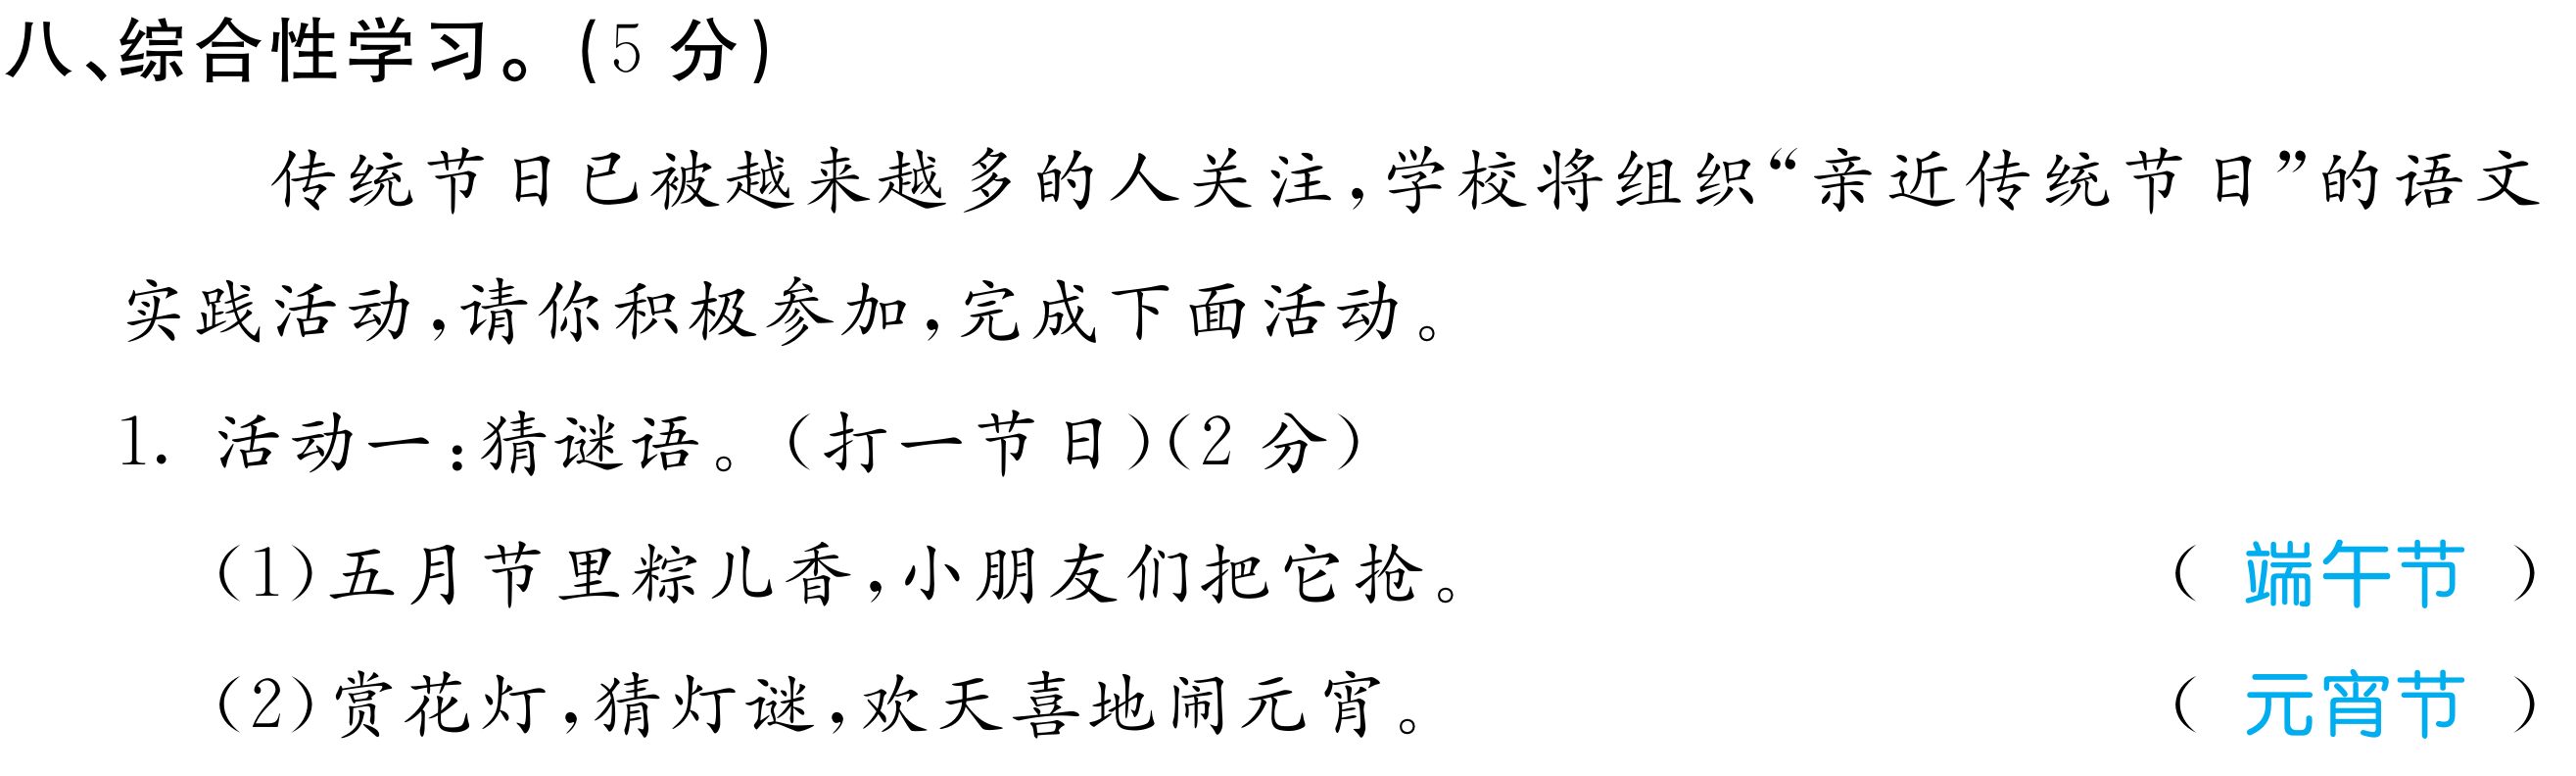 八、综合性学习。(5 分)
传统节日已被越来越多的人关注,学校将组织“亲近传统节日”的语文
实践活动,请你积极参加,完成下面活动。
1. 活动一:猜谜语。(打一节日)(2 分)
(1)五月节里粽儿香,小朋友们把它抢。 ( 端午节 )
(2)赏花灯,猜灯谜,欢天喜地闹元宵。 ( 元宵节 )